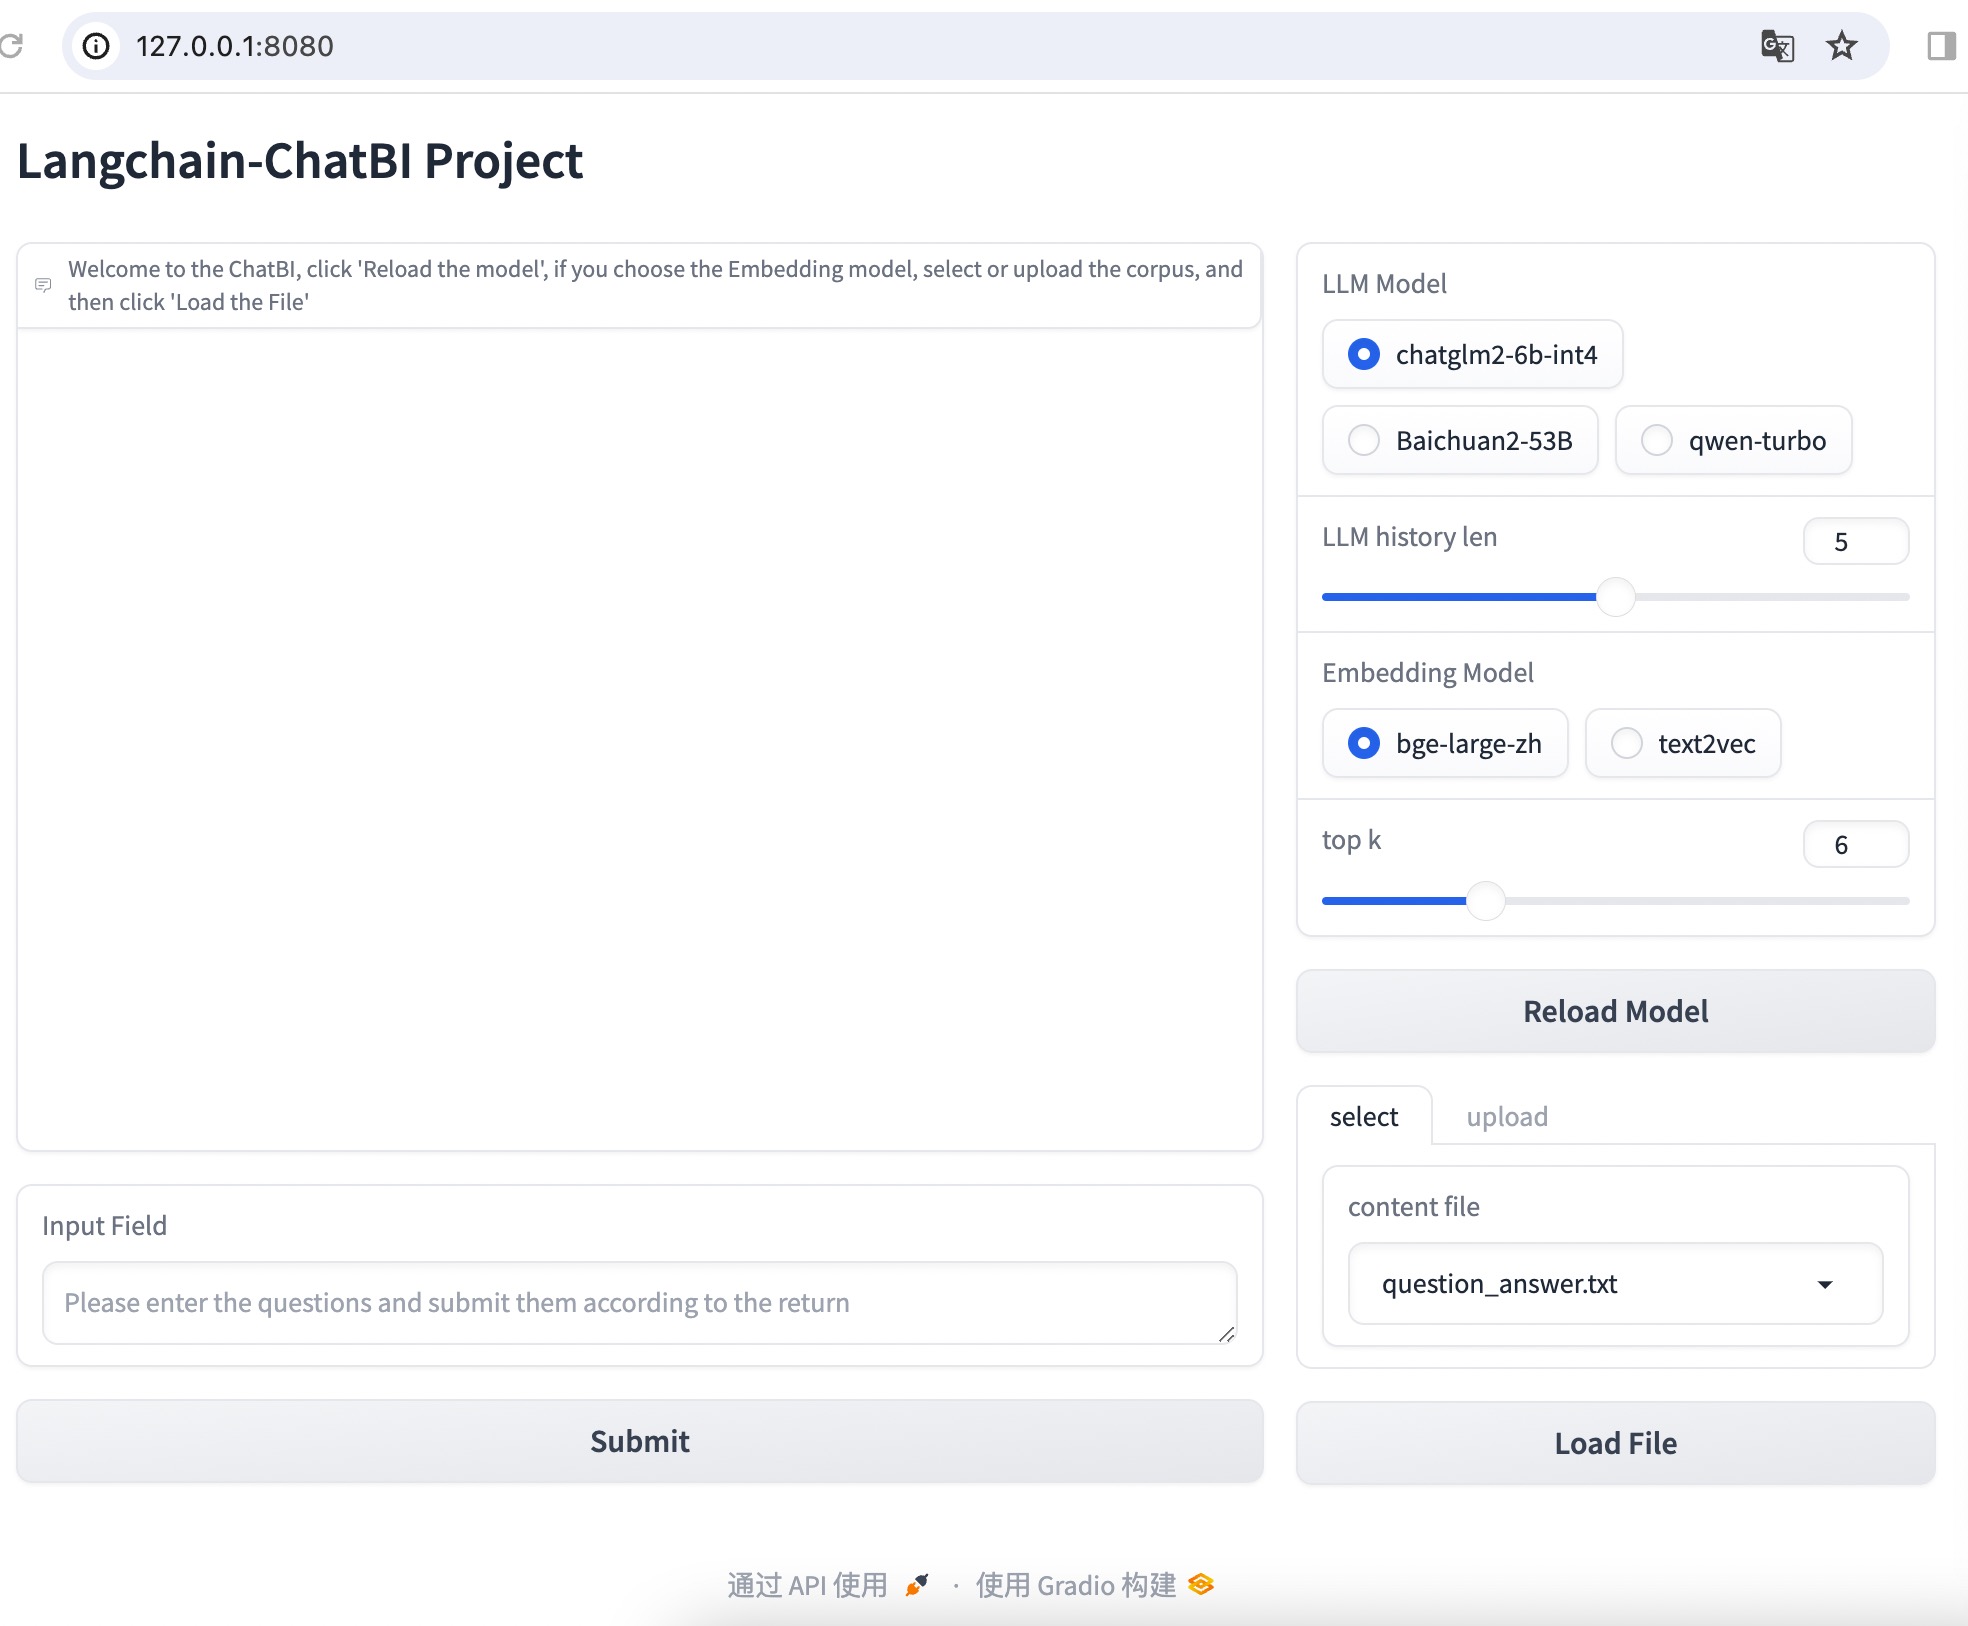 127.0.0.1:8080
Langchain-ChatBI Project
Welcome to the ChatBI, click 'Reload the model', if you choose the Embedding model, select or upload the corpus, and
then click 'Load the File'
Input Field
Please enter the questions and submit them according to the return
Submit
LLM Model
chatglm2-6b-int4
Baichuan2-53B
qwen-turbo
LLM history len
5
Embedding Model
bge-large-zh
text2vec
top k
6
Reload Model
select
upload
content file
question_answer.txt
Load File
通过 API 使用 · 使用 Gradio 构建